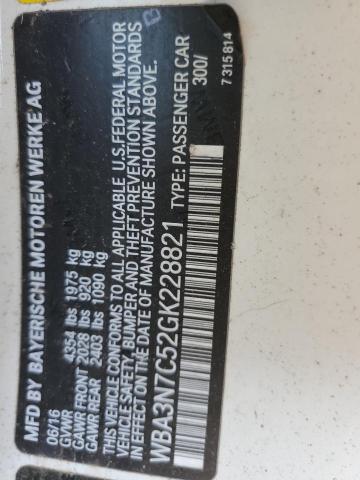 MFD BY BAYERISCHE MOTOREN WERKE AG
06/16
GVWR 4354 lbs 1975 kg
GAWR FRONT 2028 lbs 920 kg
GAWR REAR 2403 lbs 1090 kg
THIS VEHICLE CONFORMS TO ALL APPLICABLE U.S.FEDERAL MOTOR
VEHICLE SAFETY, BUMPER AND THEFT PREVENTION STANDARDS
IN EFFECT ON THE DATE OF MANUFACTURE SHOWN ABOVE.
WBA3N7C52GK228821 TYPE: PASSENGER CAR
300/
7 315 814